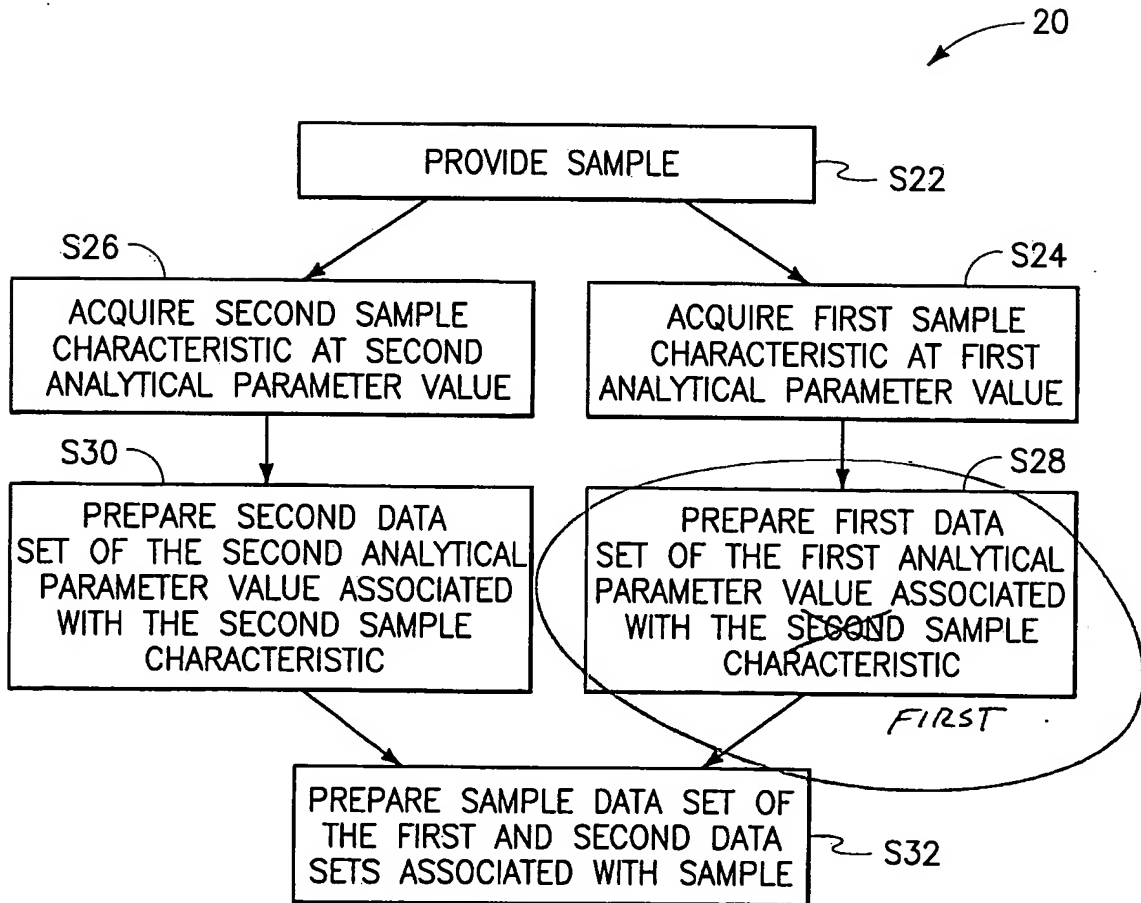 20
PROVIDE SAMPLE
S22
S26
ACQUIRE SECOND SAMPLE
CHARACTERISTIC AT SECOND
ANALYTICAL PARAMETER VALUE
S24
ACQUIRE FIRST SAMPLE
CHARACTERISTIC AT FIRST
ANALYTICAL PARAMETER VALUE
S30
PREPARE SECOND DATA
SET OF THE SECOND ANALYTICAL
PARAMETER VALUE ASSOCIATED
WITH THE SECOND SAMPLE
CHARACTERISTIC
S28
PREPARE FIRST DATA
SET OF THE FIRST ANALYTICAL
PARAMETER VALUE ASSOCIATED
WITH THE SECOND SAMPLE
CHARACTERISTIC
FIRST
PREPARE SAMPLE DATA SET OF
THE FIRST AND SECOND DATA
SETS ASSOCIATED WITH SAMPLE
S32